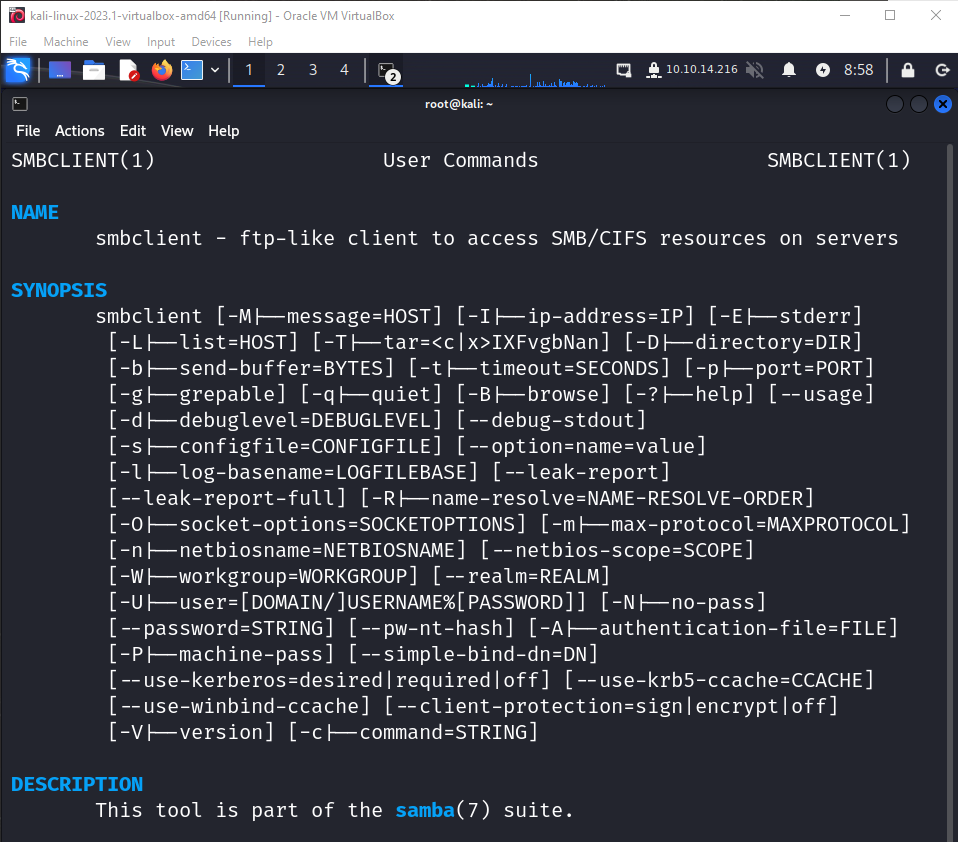 kali-linux-2023.1-virtualbox-amd64 [Running] - Oracle VM VirtualBox
File Machine View Input Devices Help
1 2 3 4 2 10.10.14.216 8:58
root@kali: ~
File Actions Edit View Help
SMBCLIENT(1) User Commands SMBCLIENT(1)
NAME
smbclient - ftp-like client to access SMB/CIFS resources on servers
SYNOPSIS
smbclient [-M|--message=HOST] [-I|--ip-address=IP] [-E|--stderr]
[-L|--list=HOST] [-T|--tar=<c|x>IXFvgbNan] [-D|--directory=DIR]
[-b|--send-buffer=BYTES] [-t|--timeout=SECONDS] [-p|--port=PORT]
[-g|--grepable] [-q|--quiet] [-B|--browse] [-?|--help] [--usage]
[-d|--debuglevel=DEBUGLEVEL] [--debug-stdout]
[-s|--configfile=CONFIGFILE] [--option=name=value]
[-l|--log-basename=LOGFILEBASE] [--leak-report]
[--leak-report-full] [-R|--name-resolve=NAME-RESOLVE-ORDER]
[-O|--socket-options=SOCKETOPTIONS] [-m|--max-protocol=MAXPROTOCOL]
[-n|--netbiosname=NETBIOSNAME] [--netbios-scope=SCOPE]
[-W|--workgroup=WORKGROUP] [--realm=REALM]
[-U|--user=[DOMAIN/]USERNAME%[PASSWORD]] [-N|--no-pass]
[--password=STRING] [--pw-nt-hash] [-A|--authentication-file=FILE]
[-P|--machine-pass] [--simple-bind-dn=DN]
[--use-kerberos=desired|required|off] [--use-krb5-ccache=CCACHE]
[--use-winbind-ccache] [--client-protection=sign|encrypt|off]
[-V|--version] [-c|--command=STRING]
DESCRIPTION
This tool is part of the samba(7) suite.